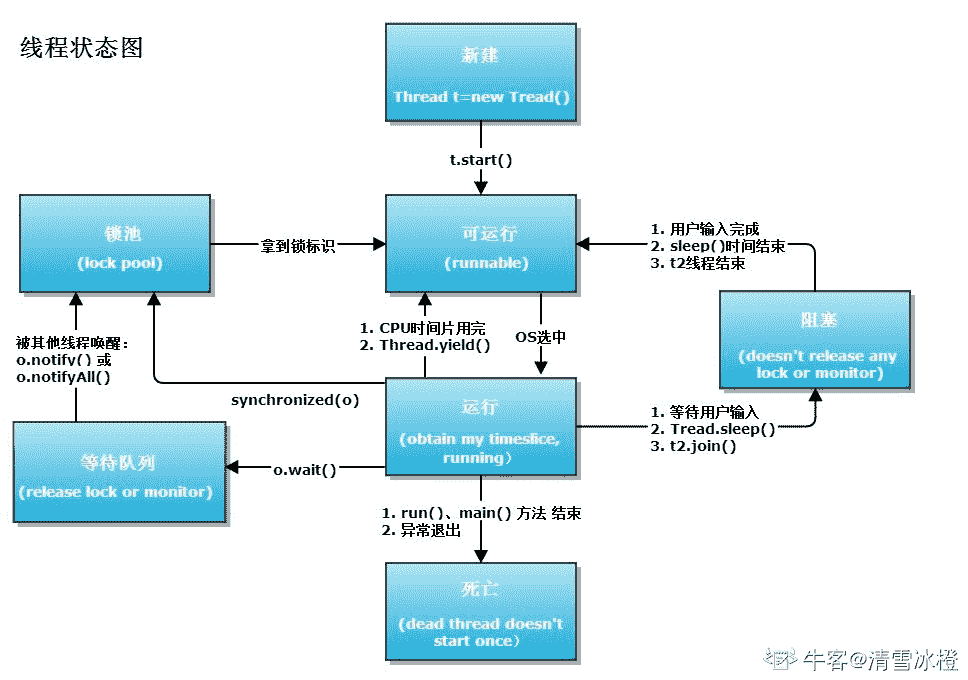 线程状态图
新建
Thread t=new Tread()
t.start()
锁池
(lock pool)
拿到锁标识
可运行
(runnable)
1. 用户输入完成
2. sleep()时间结束
3. t2线程结束
被其他线程唤醒：
o.notify() 或
o.notifyAll()
1. CPU时间片用完
2. Thread.yield()
OS选中
阻塞
(doesn't release any
lock or monitor)
synchronized(o)
运行
(obtain my timeslice,
running）
1. 等待用户输入
2. Tread.sleep()
3. t2.join()
等待队列
(release lock or monitor)
o.wait()
1. run()、main() 方法 结束
2. 异常退出
死亡
(dead thread doesn't
start once）
牛客@清雪冰橙